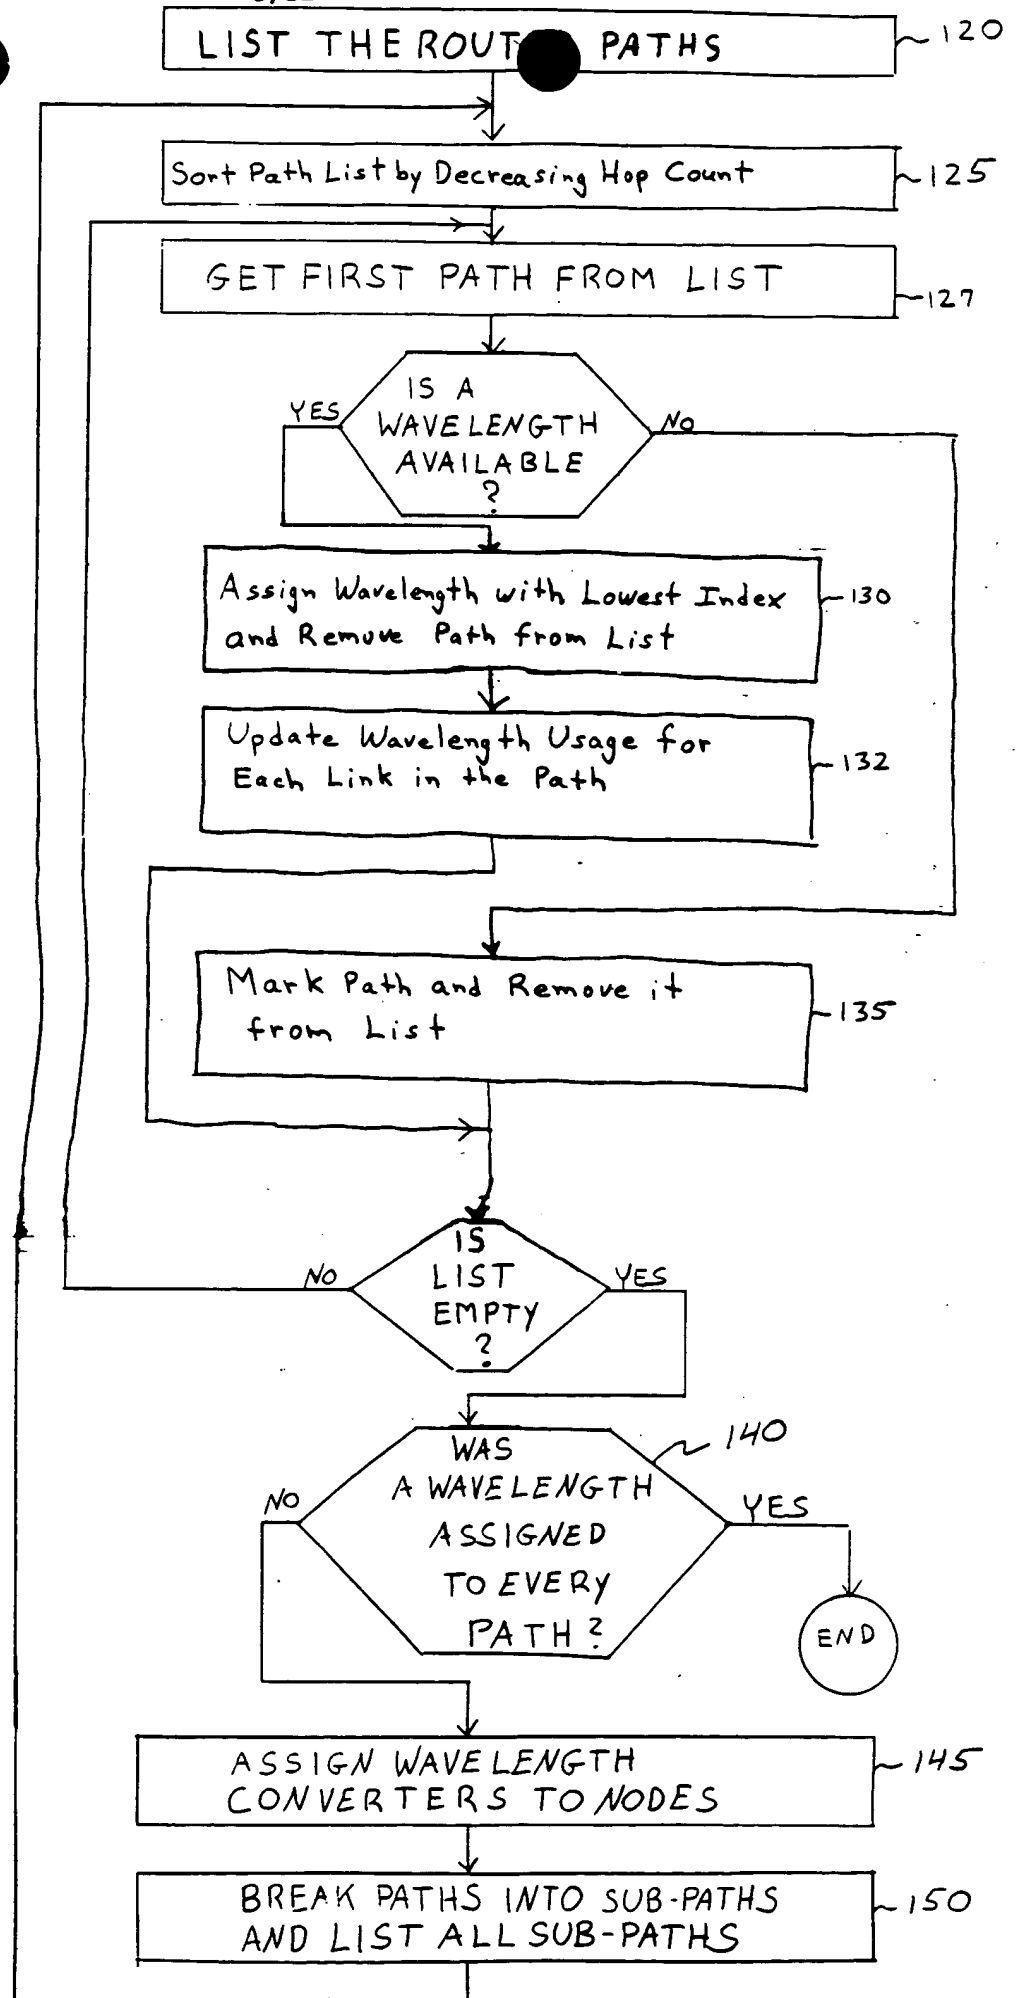 LIST THE ROUT PATHS
120
Sort Path List by Decreasing Hop Count
125
GET FIRST PATH FROM LIST
127
IS A
WAVELENGTH
AVAILABLE
?
YES
NO
Assign Wavelength with Lowest Index
and Remove Path from List
130
Update Wavelength Usage for
Each Link in the Path
132
Mark Path and Remove it
from List
135
IS
LIST
EMPTY
?
NO
YES
WAS
A WAVELENGTH
ASSIGNED
TO EVERY
PATH?
140
NO
YES
END
ASSIGN WAVELENGTH
CONVERTERS TO NODES
145
BREAK PATHS INTO SUB-PATHS
AND LIST ALL SUB-PATHS
150